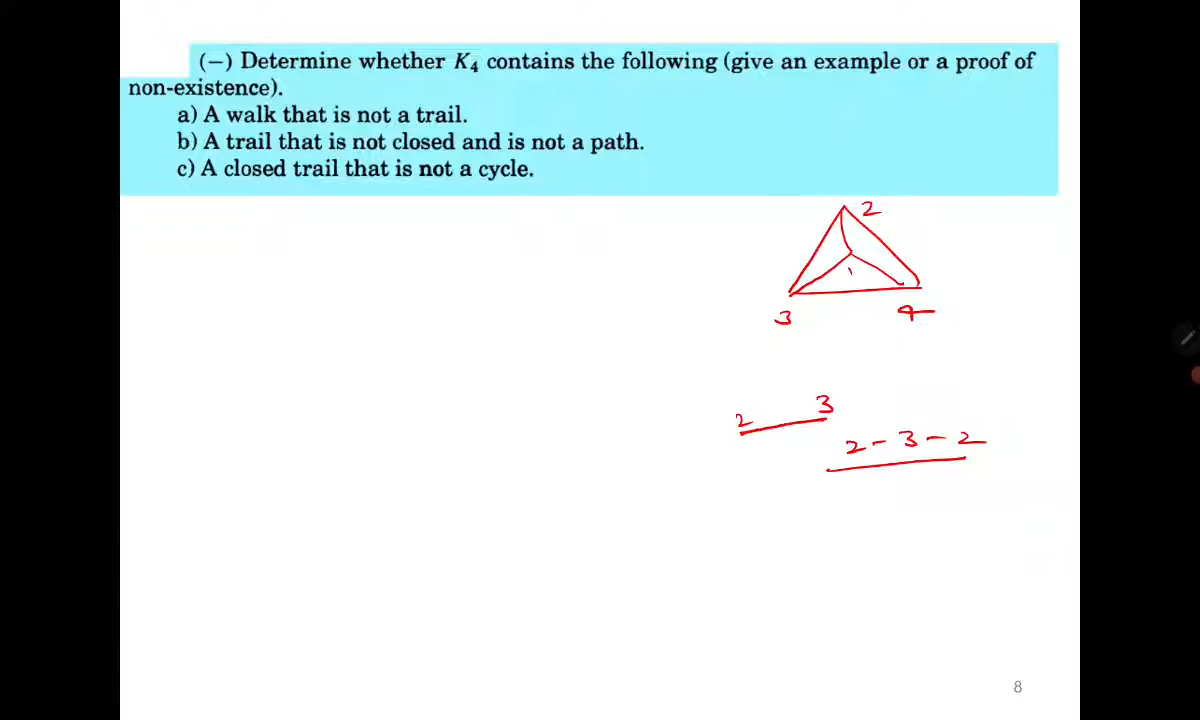 (−) Determine whether K₄ contains the following (give an example or a proof of
non-existence).
a) A walk that is not a trail.
b) A trail that is not closed and is not a path.
c) A closed trail that is not a cycle.
2
1
3 4
2 3
2 - 3 - 2
8